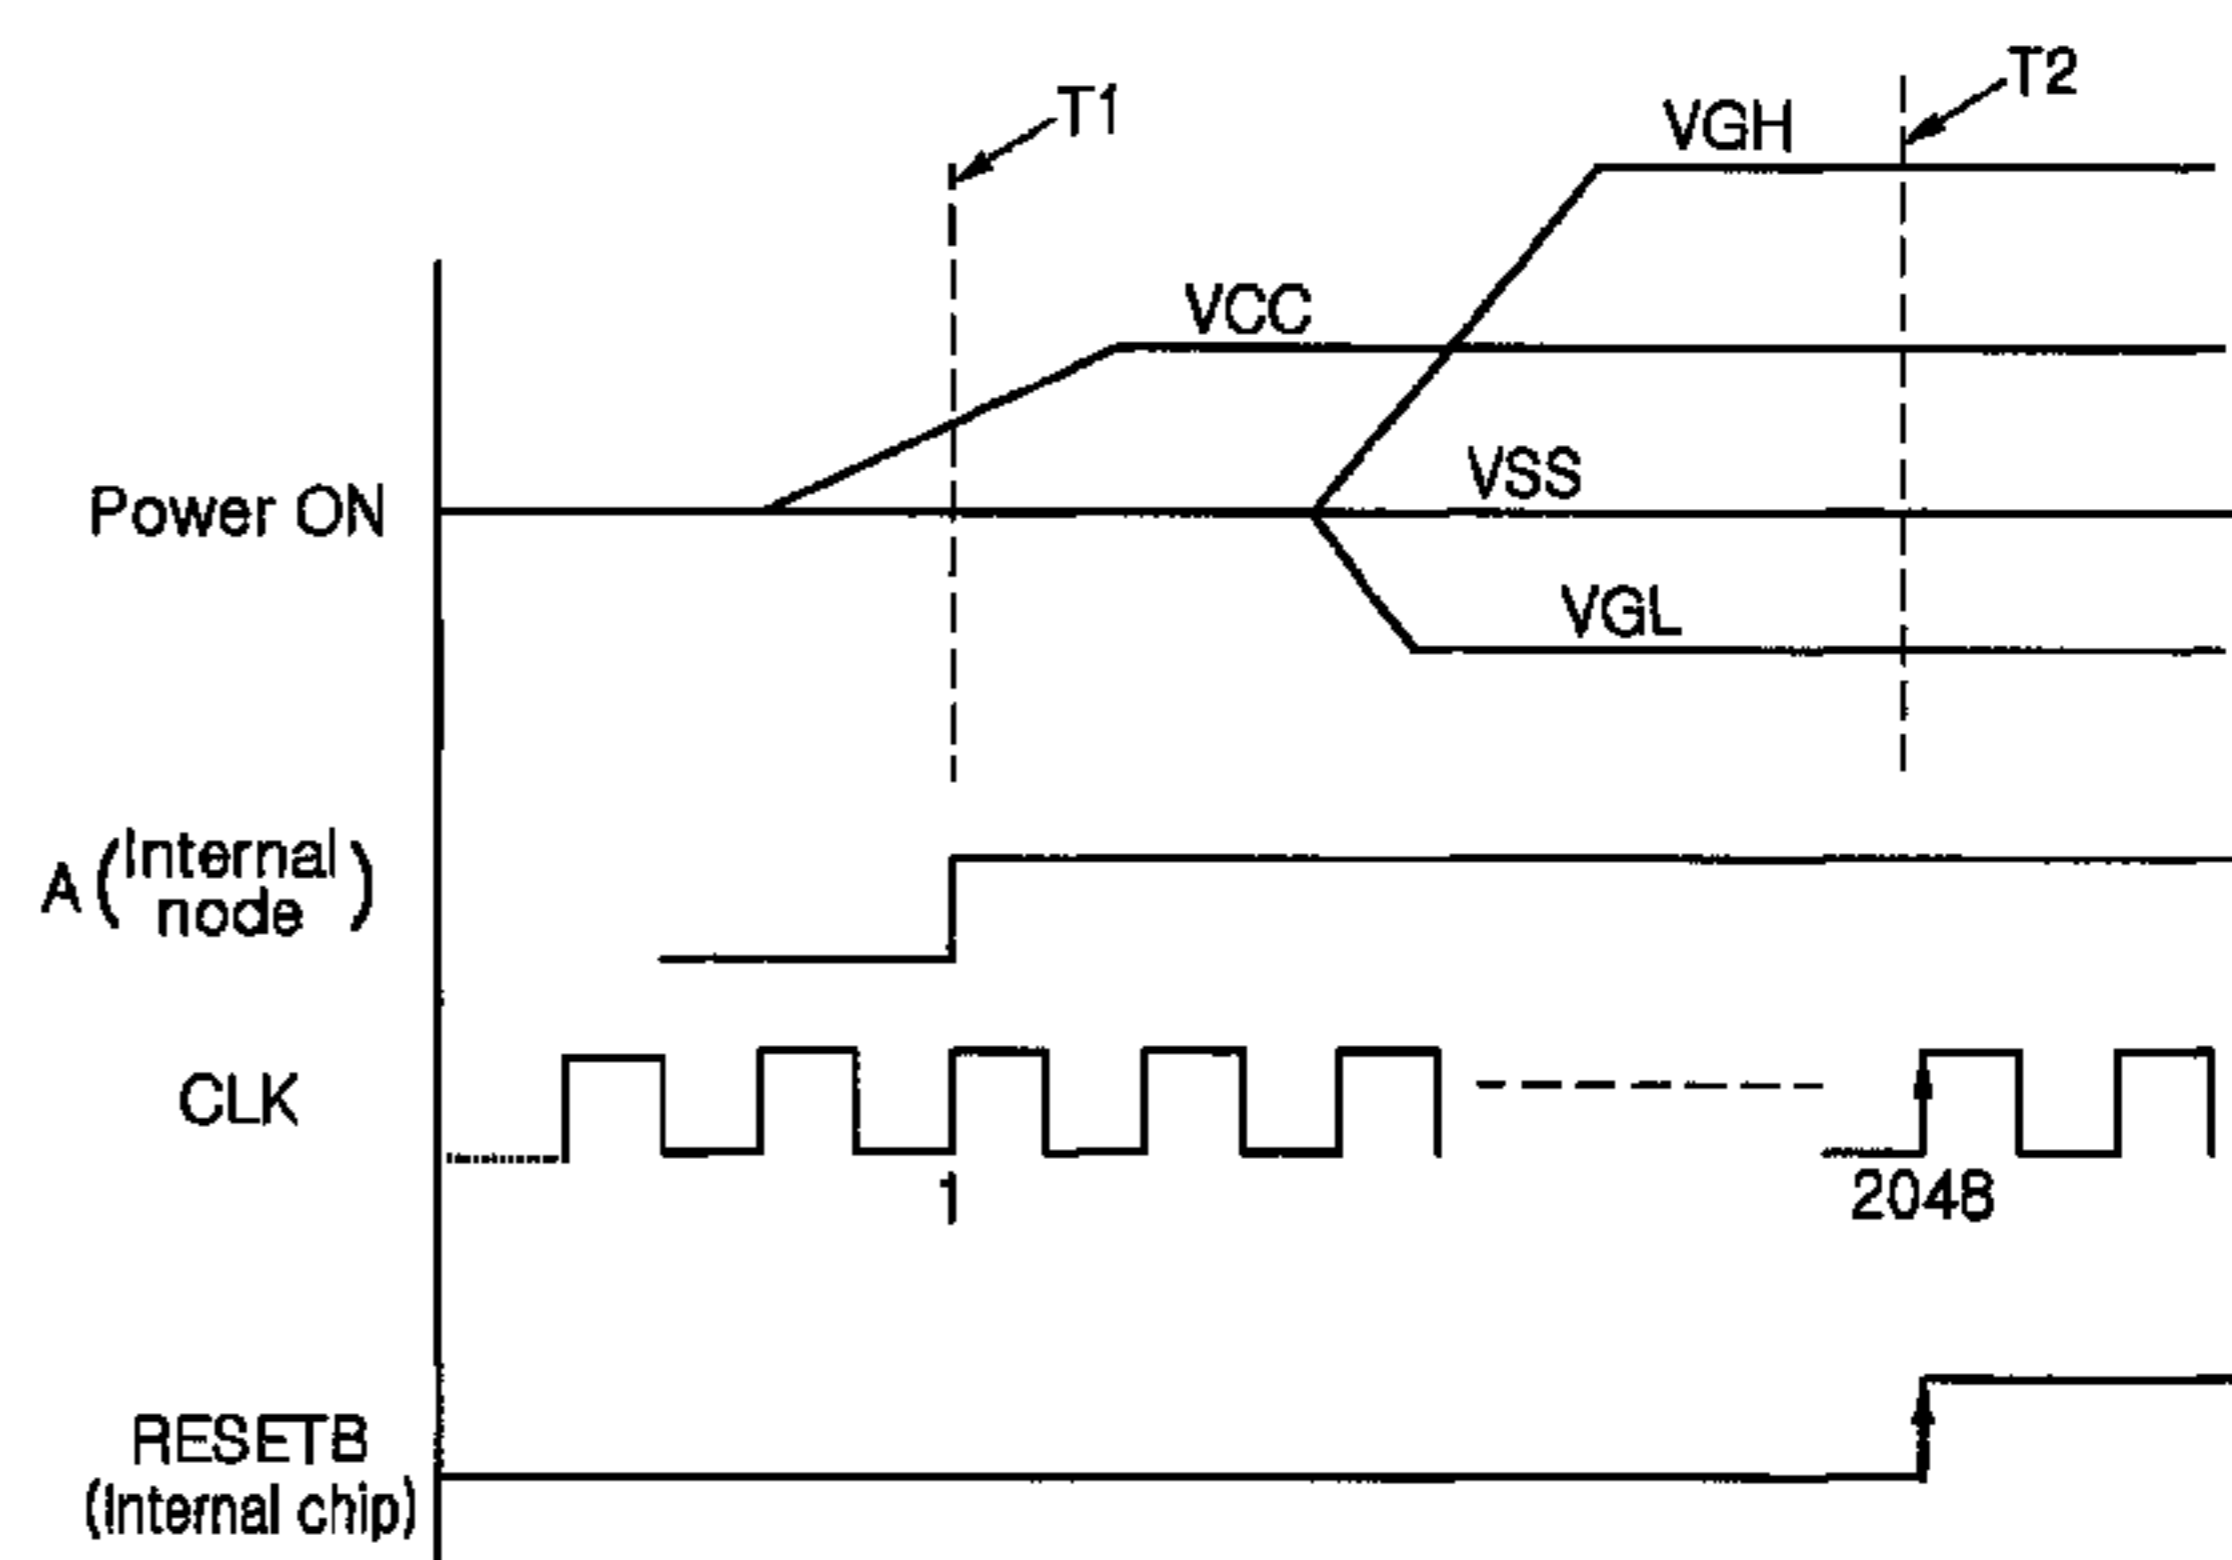 T1
T2
VGH
VCC
Power ON
VSS
VGL
A (Internal
node)
CLK
1
2048
RESETB
(Internal chip)